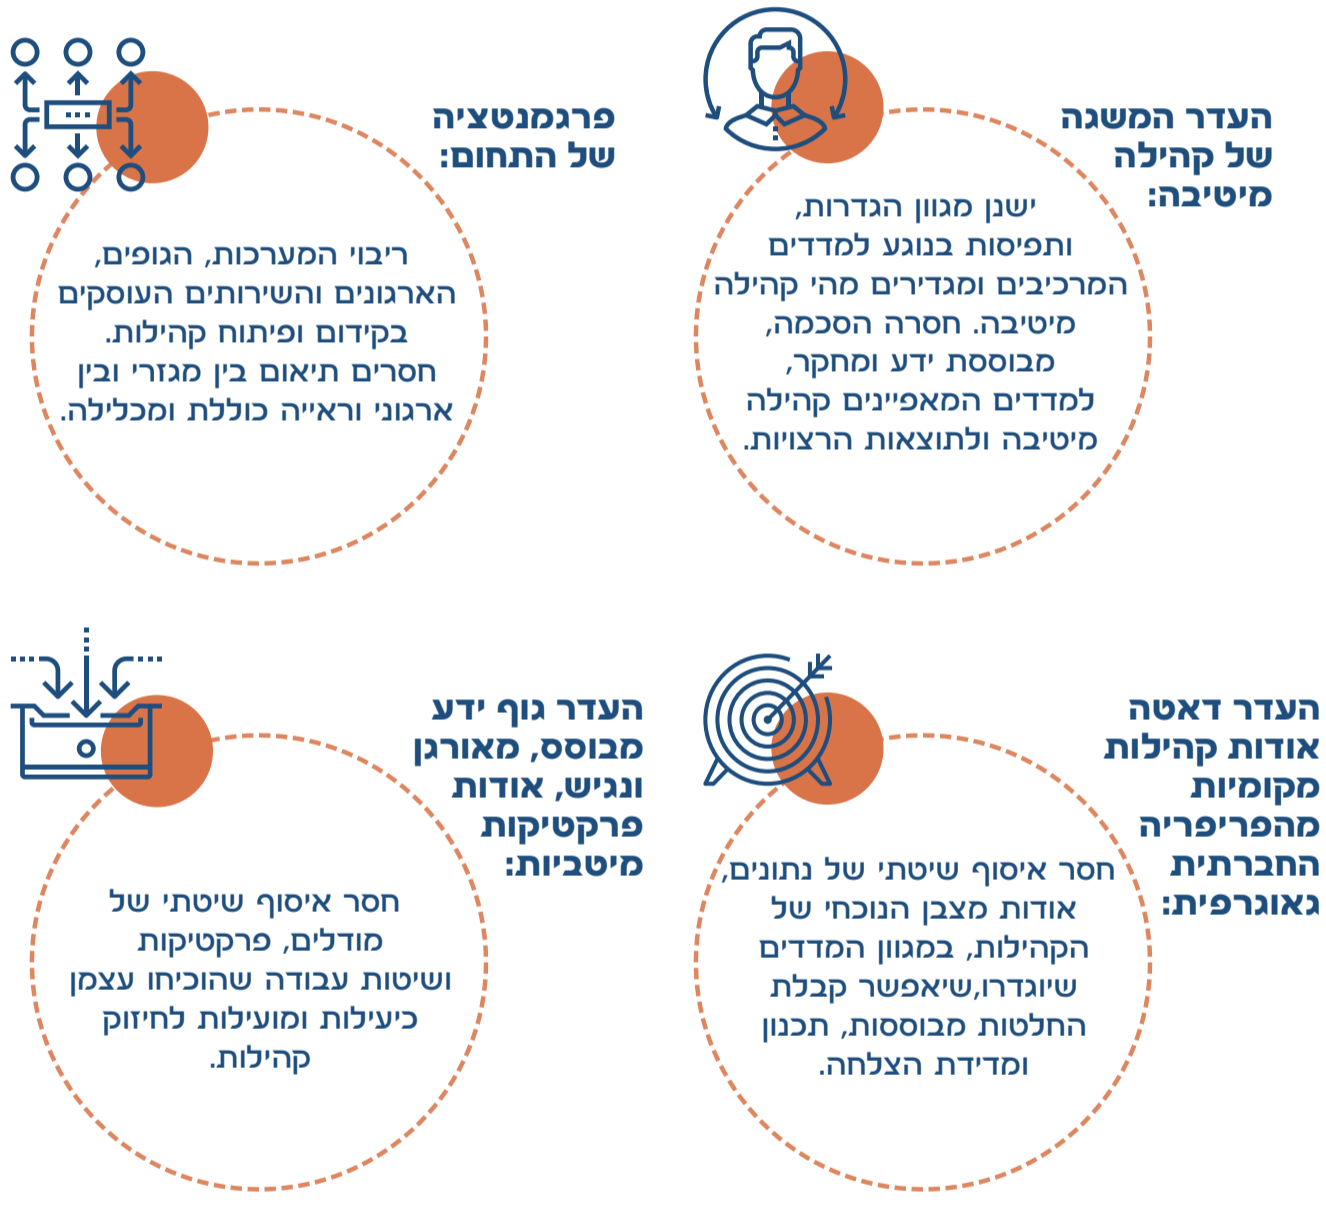 העדר המשגה
של קהילה
מיטיבה:
ישנן מגוון הגדרות,
ותפיסות בנוגע למדדים
המרכיבים ומגדירים מהי קהילה
מיטיבה. חסרה הסכמה,
מבוססת ידע ומחקר,
למדדים המאפיינים קהילה
מיטיבה ולתוצאות הרצויות.
פרגמנטציה
של התחום:
ריבוי המערכות, הגופים,
הארגונים והשירותים העוסקים
בקידום ופיתוח קהילות.
חסרים תיאום בין מגזרי ובין
ארגוני וראייה כוללת ומכלילה.
העדר דאטה
אודות קהילות
מקומיות
מהפריפריה
החברתית
גאוגרפית:
חסר איסוף שיטתי של נתונים,
אודות מצבן הנוכחי של
הקהילות, במגוון המדדים
שיוגדרו,שיאפשר קבלת
החלטות מבוססות, תכנון
ומדידת הצלחה.
העדר גוף ידע
מבוסס, מאורגן
ונגיש, אודות
פרקטיקות
מיטביות:
חסר איסוף שיטתי של
מודלים, פרקטיקות
ושיטות עבודה שהוכיחו עצמן
כיעילות ומועילות לחיזוק
קהילות.